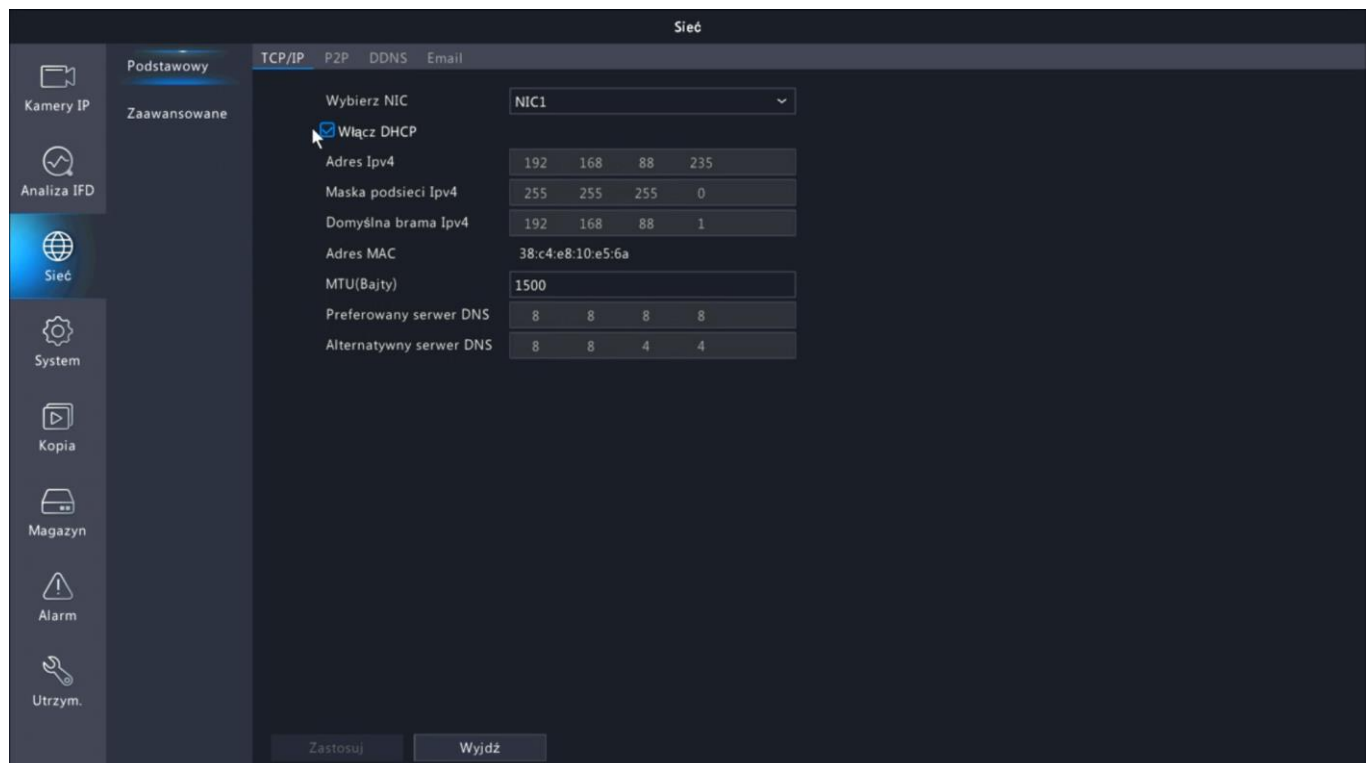 Sieć
Kamery IP
Analiza IFD
Sieć
System
Kopia
Magazyn
Alarm
Utrzym.
Podstawowy
Zaawansowane
TCP/IP P2P DDNS Email
Wybierz NIC NIC1
Włącz DHCP
Adres Ipv4 192 168 88 235
Maska podsieci Ipv4 255 255 255 0
Domyślna brama Ipv4 192 168 88 1
Adres MAC 38:c4:e8:10:e5:6a
MTU(Bajty) 1500
Preferowany serwer DNS 8 8 8 8
Alternatywny serwer DNS 8 8 4 4
Zastosuj Wyjdź